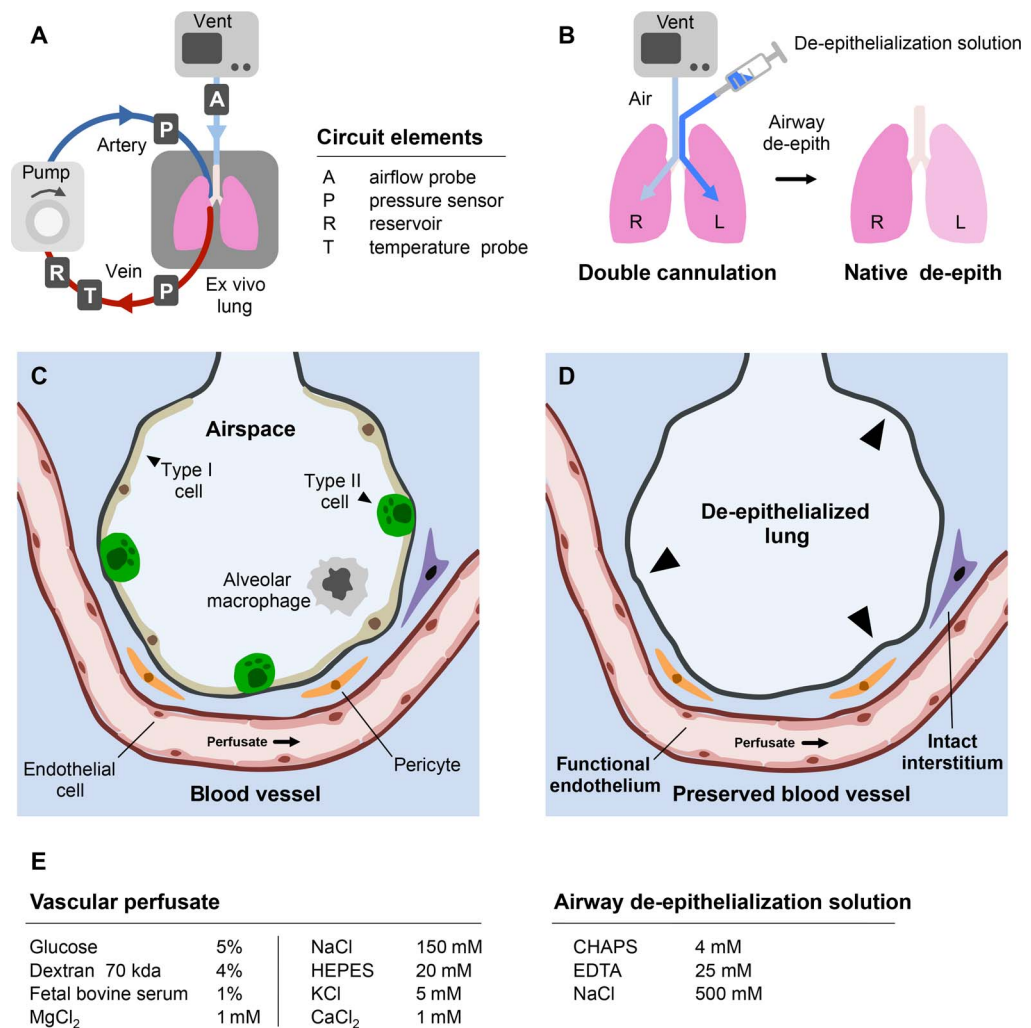 A
Vent
A
P
Artery
Pump
R
T
Vein
P
Ex vivo
lung
Circuit elements
A airflow probe
P pressure sensor
R reservoir
T temperature probe
B
Vent
De-epithelialization solution
Air
Airway
de-epith
R L
R L
Double cannulation
Native de-epith
C
Airspace
Type I
cell
Type II
cell
Alveolar
macrophage
Perfusate
Endothelial
cell
Pericyte
Blood vessel
D
De-epithelialized
lung
Perfusate
Functional
endothelium
Intact
interstitium
Preserved blood vessel
E
Vascular perfusate
Glucose 5% NaCl 150 mM
Dextran 70 kda 4% HEPES 20 mM
Fetal bovine serum 1% KCl 5 mM
MgCl₂ 1 mM CaCl₂ 1 mM
Airway de-epithelialization solution
CHAPS 4 mM
EDTA 25 mM
NaCl 500 mM